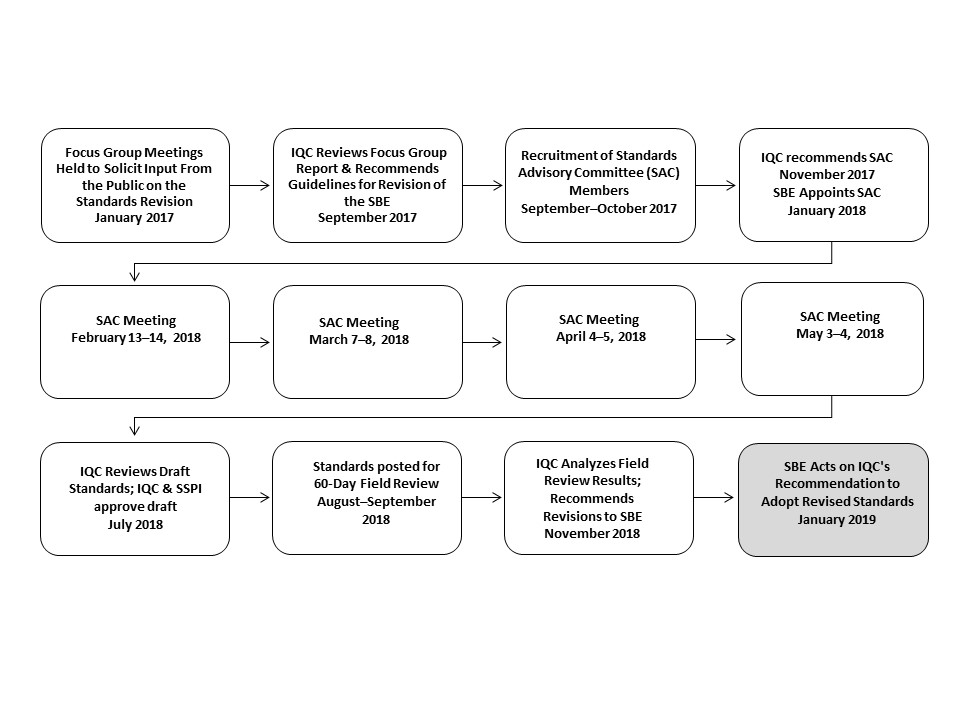 Focus Group Meetings
Held to Solicit Input From
the Public on the
Standards Revision
January 2017
IQC Reviews Focus Group
Report & Recommends
Guidelines for Revision of
the SBE
September 2017
Recruitment of Standards
Advisory Committee (SAC)
Members
September–October 2017
IQC recommends SAC
November 2017
SBE Appoints SAC
January 2018
SAC Meeting
February 13–14, 2018
SAC Meeting
March 7–8, 2018
SAC Meeting
April 4–5, 2018
SAC Meeting
May 3–4, 2018
IQC Reviews Draft
Standards; IQC & SSPI
approve draft
July 2018
Standards posted for
60-Day Field Review
August–September
2018
IQC Analyzes Field
Review Results;
Recommends
Revisions to SBE
November 2018
SBE Acts on IQC's
Recommendation to
Adopt Revised Standards
January 2019